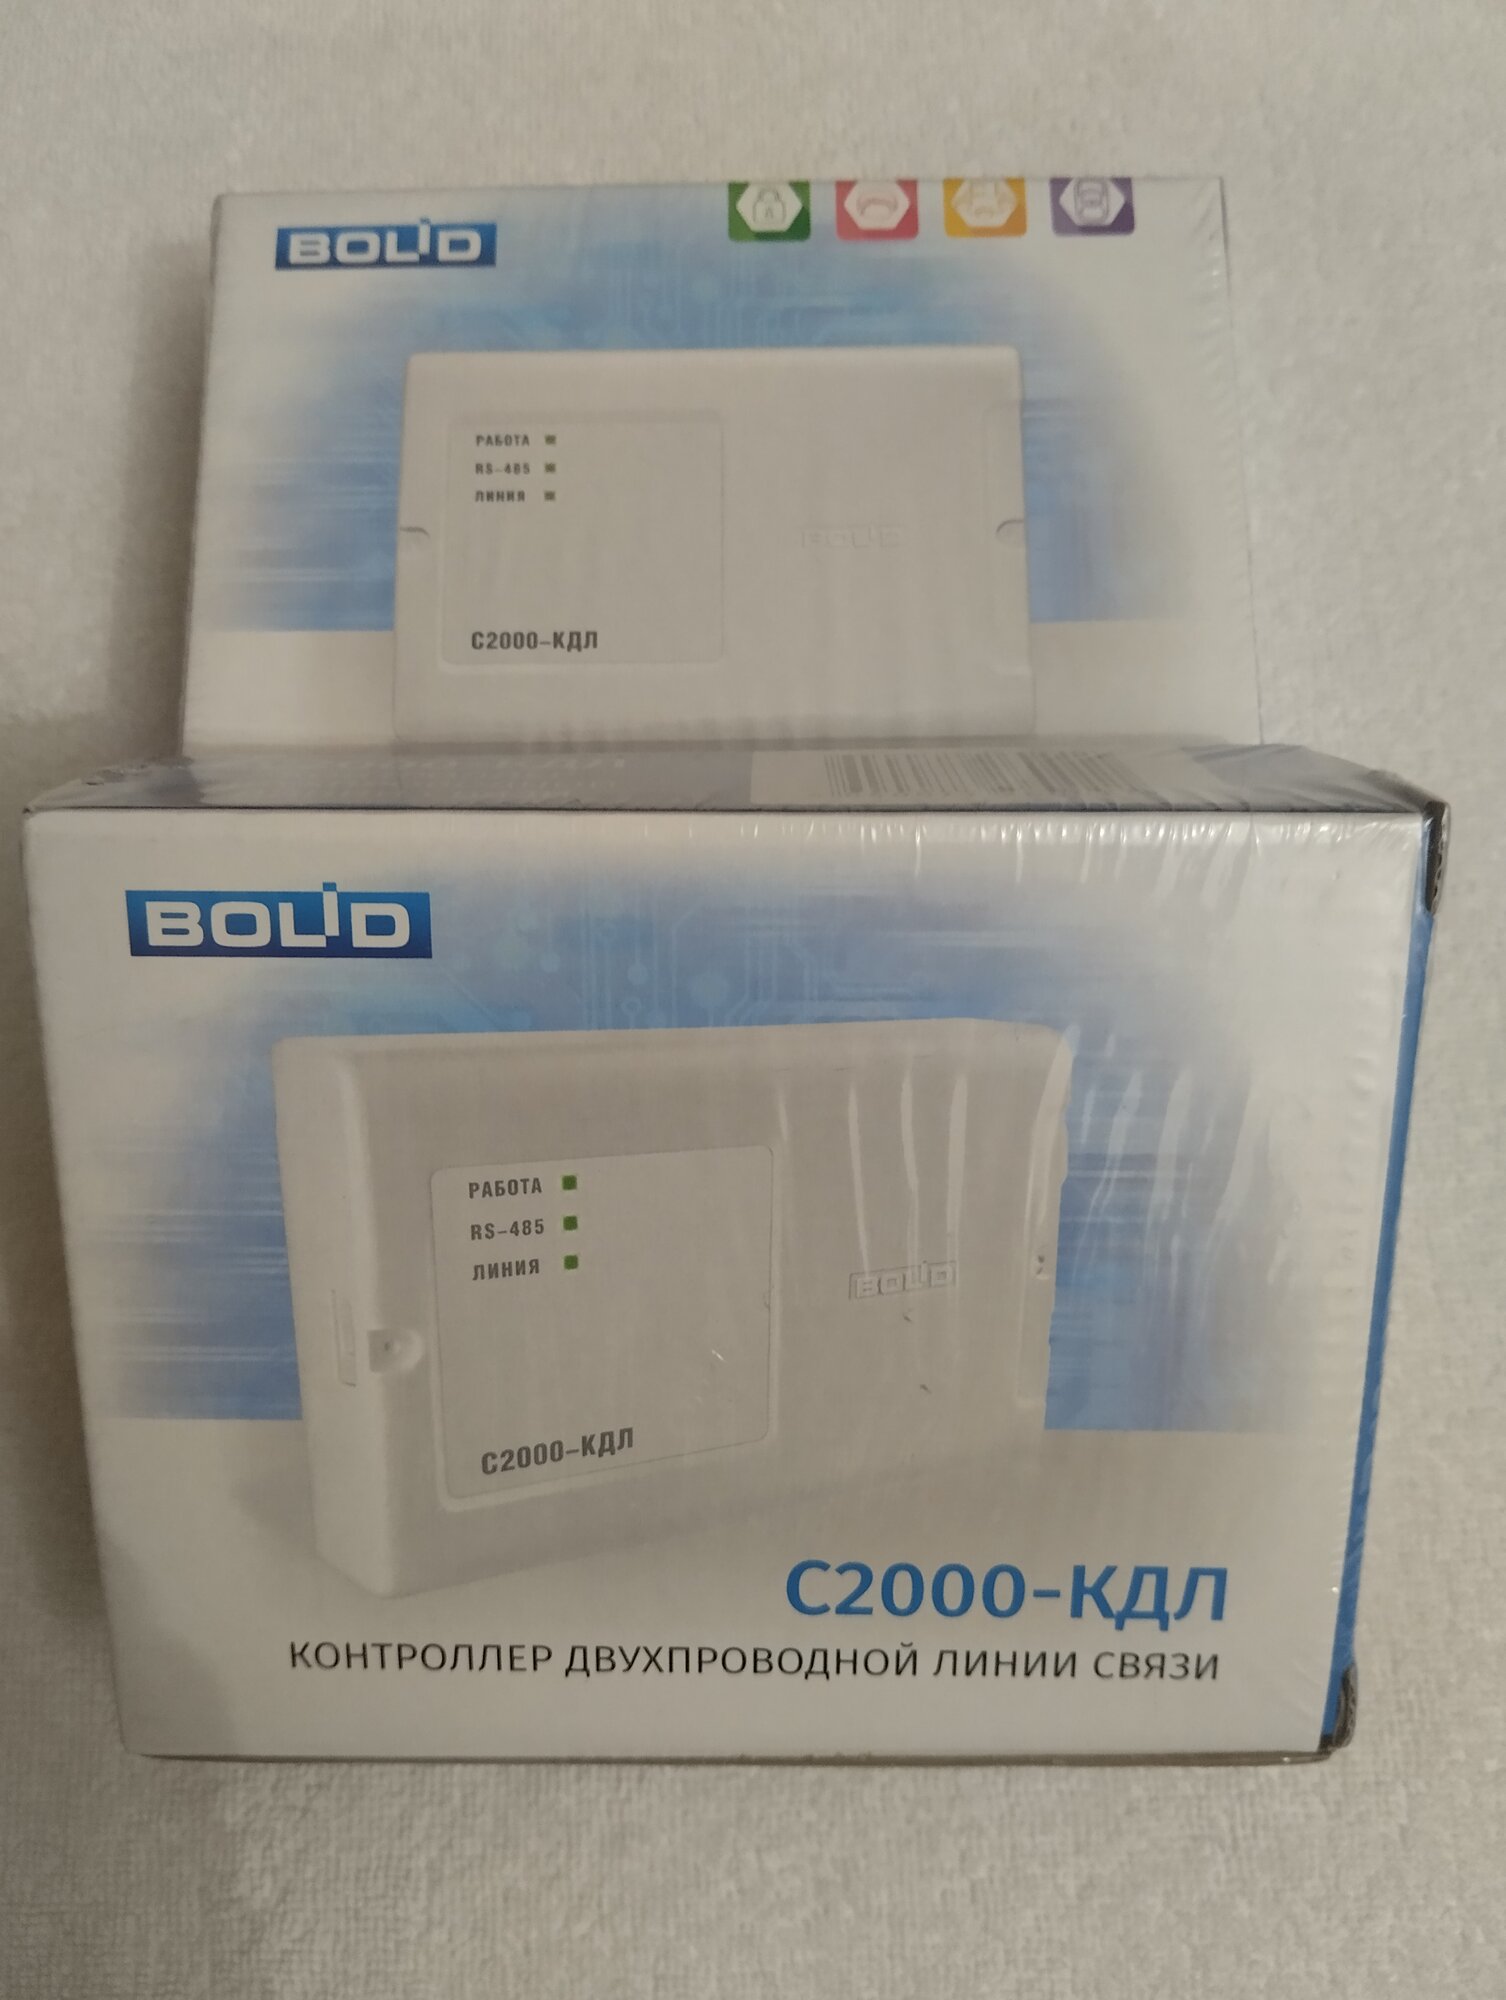 BOLID
РАБОТА
RS-485
ЛИНИЯ
BOLID
С2000-КДЛ
BOLID
РАБОТА
RS-485
ЛИНИЯ
BOLID
С2000-КДЛ
С2000-КДЛ
КОНТРОЛЛЕР ДВУХПРОВОДНОЙ ЛИНИИ СВЯЗИ